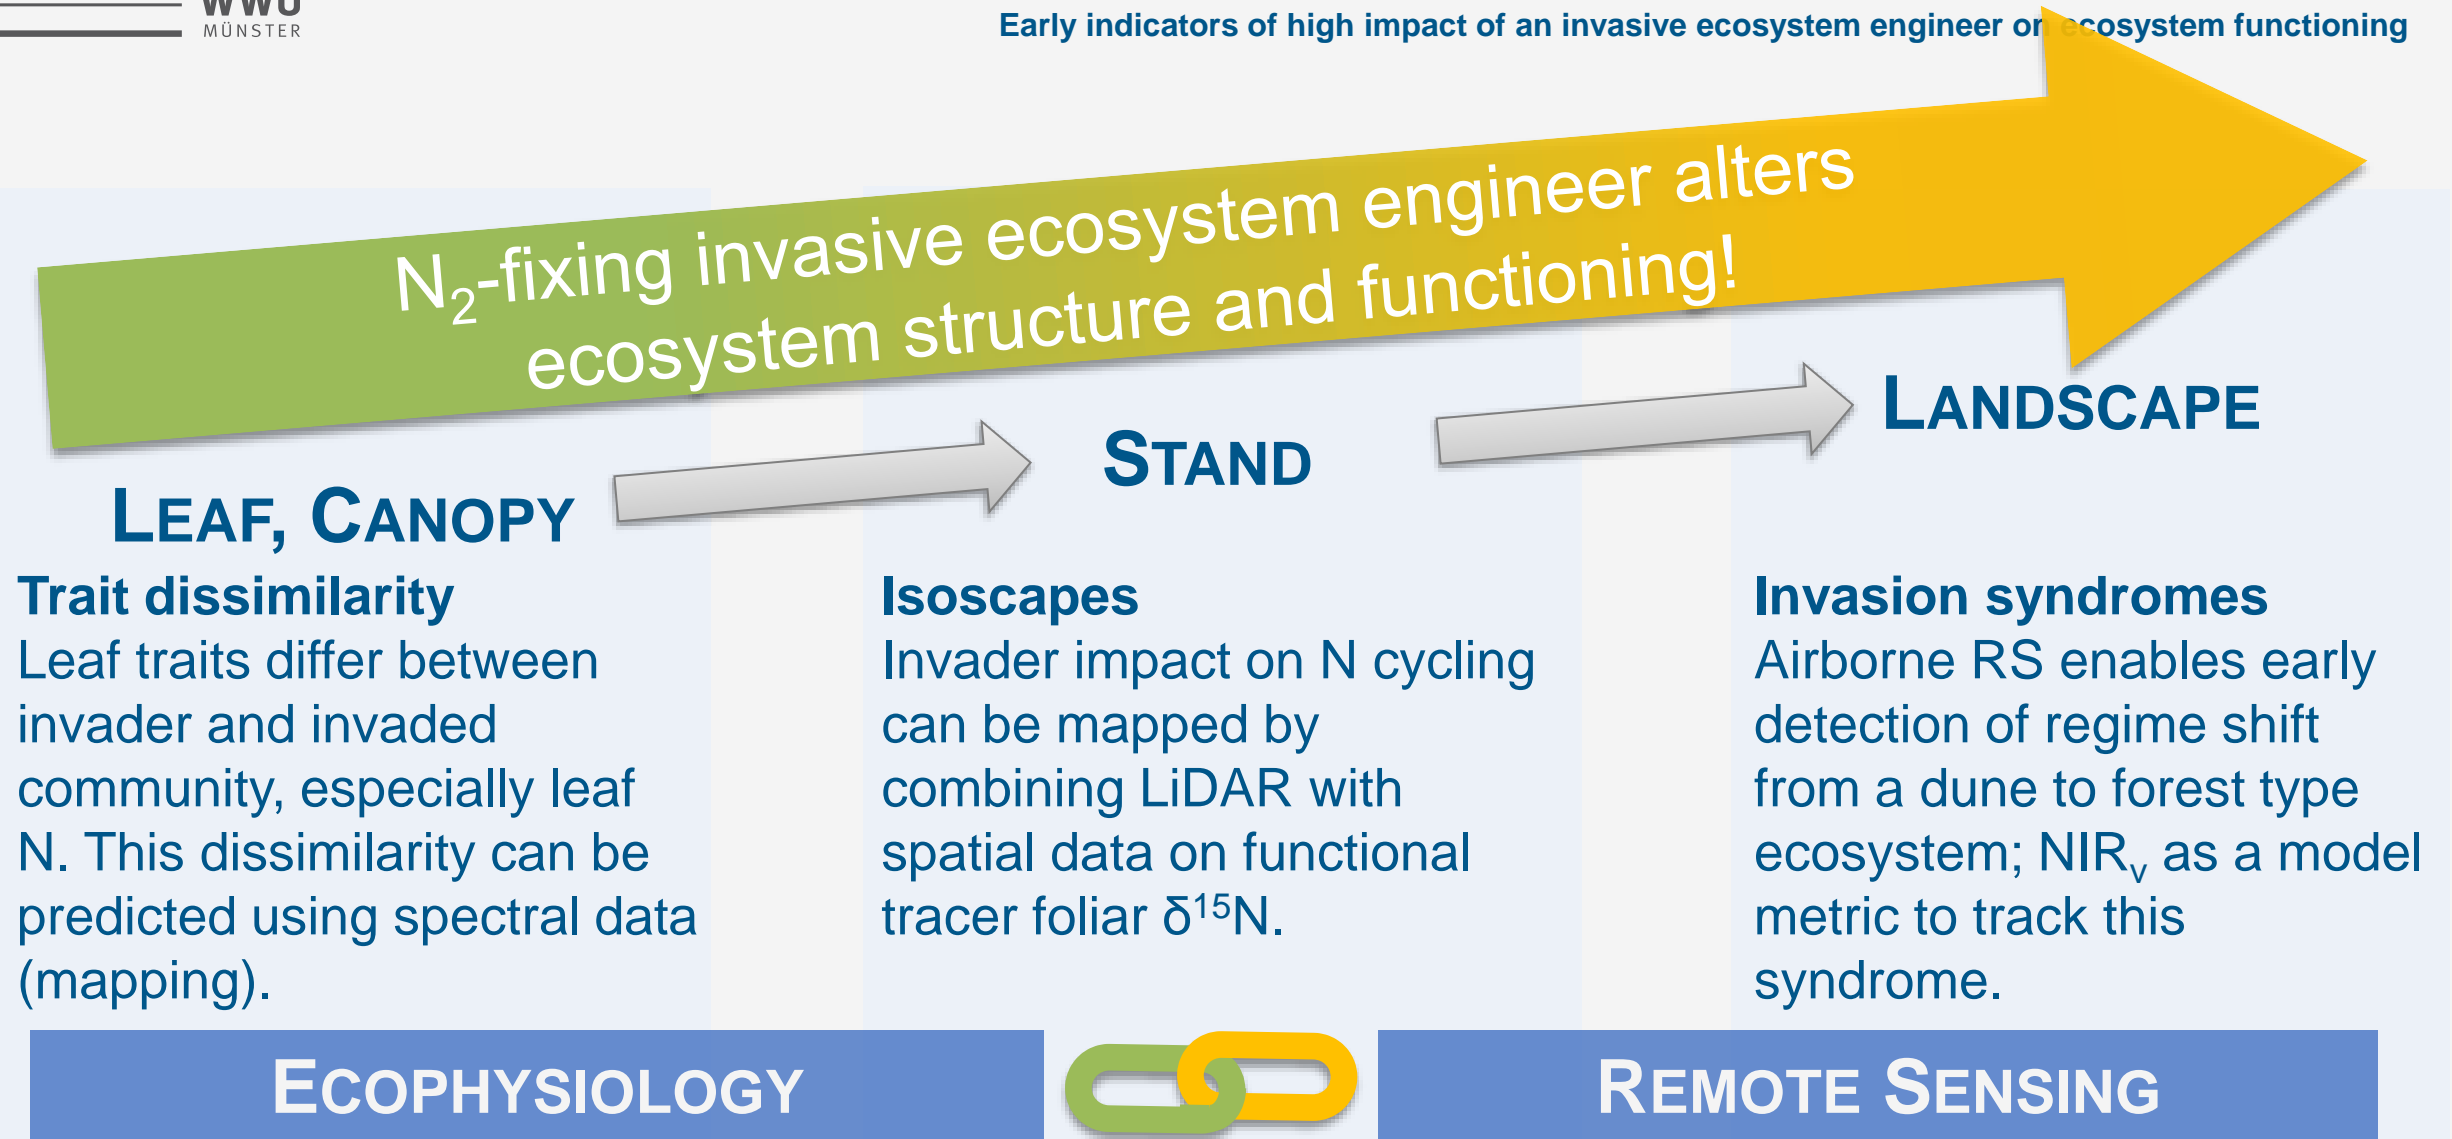 WWU
MÜNSTER
Early indicators of high impact of an invasive ecosystem engineer on ecosystem functioning
N₂-fixing invasive ecosystem engineer alters
ecosystem structure and functioning!
LEAF, CANOPY
STAND
LANDSCAPE
Trait dissimilarity
Leaf traits differ between
invader and invaded
community, especially leaf
N. This dissimilarity can be
predicted using spectral data
(mapping).
Isoscapes
Invader impact on N cycling
can be mapped by
combining LiDAR with
spatial data on functional
tracer foliar δ¹⁵N.
Invasion syndromes
Airborne RS enables early
detection of regime shift
from a dune to forest type
ecosystem; NIRᵥ as a model
metric to track this
syndrome.
ECOPHYSIOLOGY
REMOTE SENSING